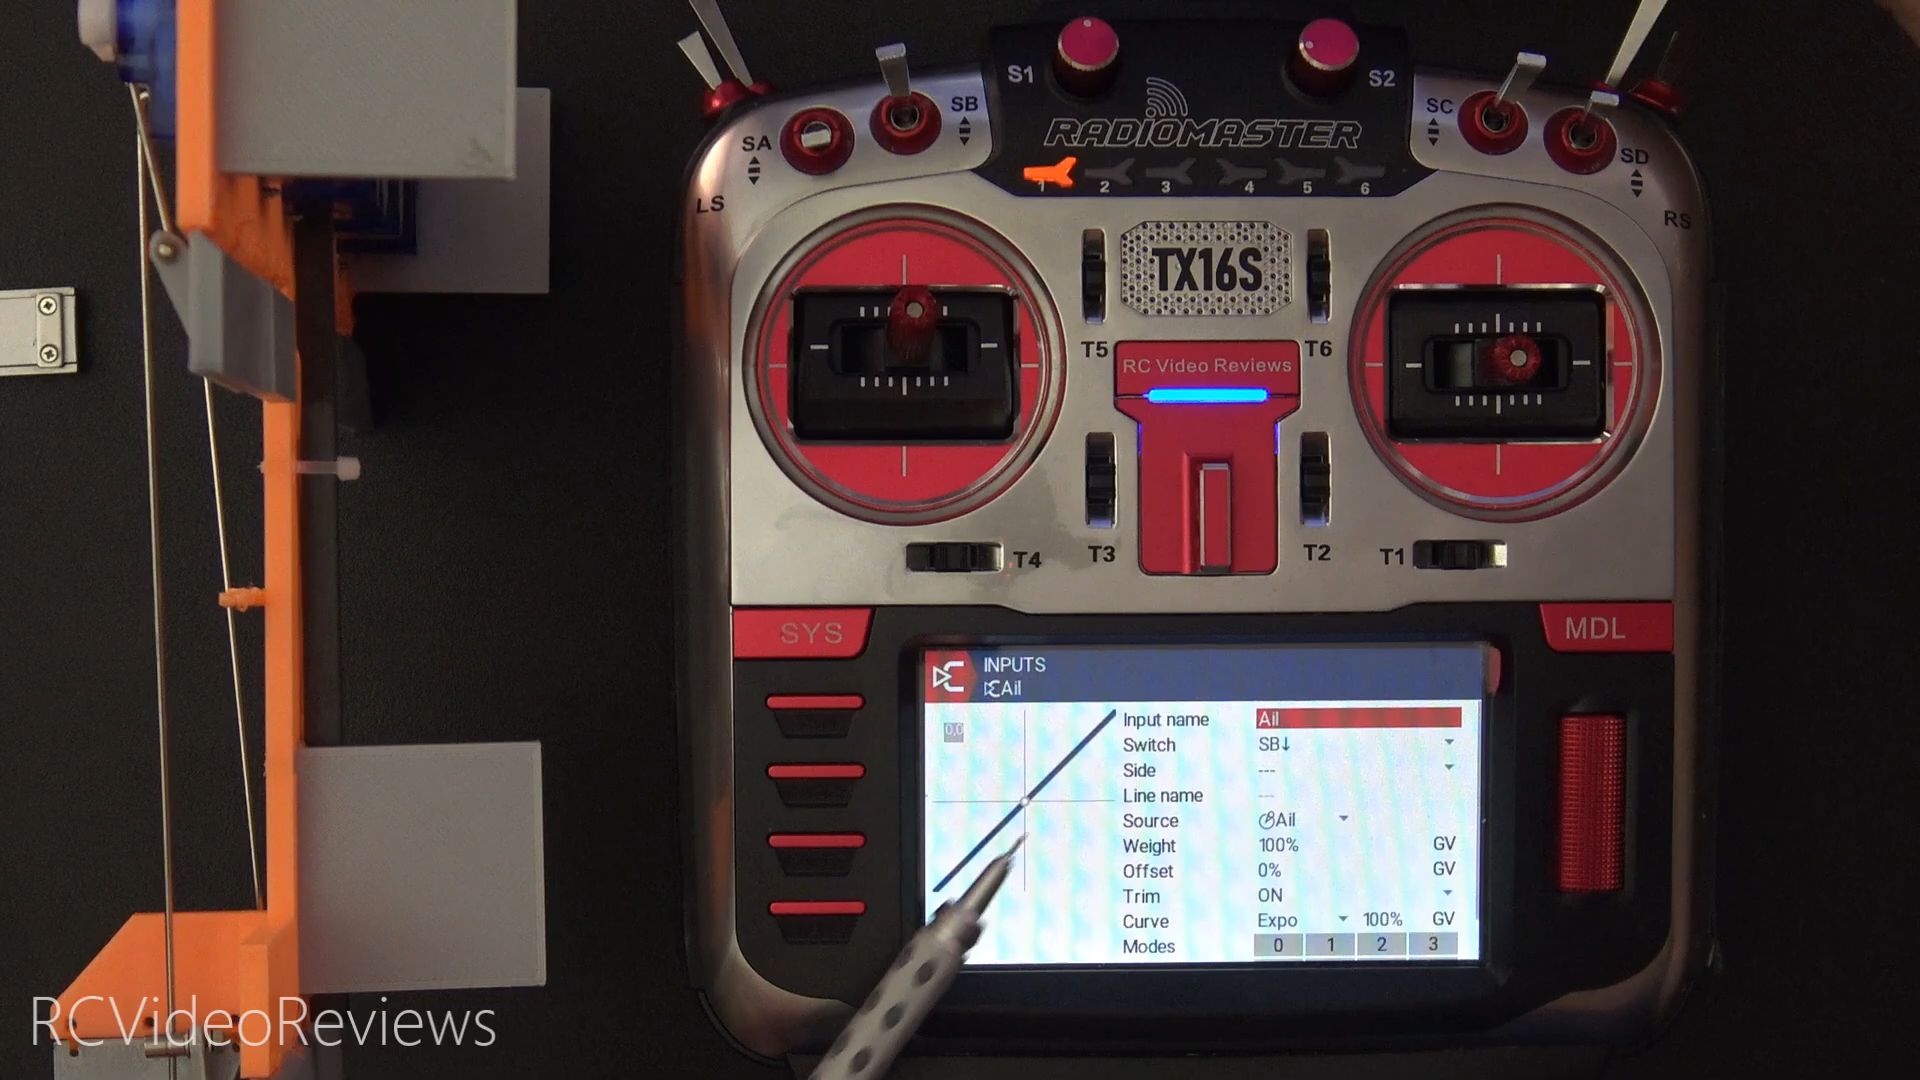 S1
S2
SA
SB
SC
SD
RADIOMASTER
1 2 3 4 5 6
LS
RS
TX16S
T5
T6
RC Video Reviews
T4
T3
T2
T1
SYS
MDL
INPUTS
Ail
0,0
Input name Ail
Switch SB↓
Side ---
Line name ---
Source Ail
Weight 100% GV
Offset 0% GV
Trim ON
Curve Expo 100% GV
Modes 0 1 2 3
RCVideoReviews